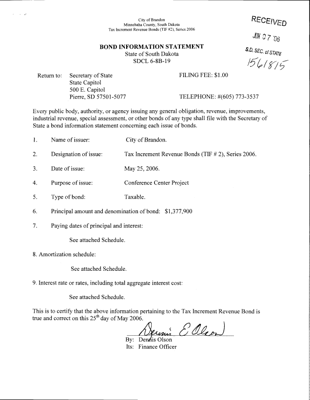 City of Brandon
Minnehaha County, South Dakota
Tax Increment Revenue Bonds (TIF #2), Series 2006
RECEIVED
JUN 27 '06
S.D. SEC. of STATE
1561875
BOND INFORMATION STATEMENT
State of South Dakota
SDCL 6-8B-19
Return to: Secretary of State FILING FEE: $1.00
State Capitol
500 E. Capitol
Pierre, SD 57501-5077 TELEPHONE: #(605) 773-3537
Every public body, authority, or agency issuing any general obligation, revenue, improvements,
industrial revenue, special assessment, or other bonds of any type shall file with the Secretary of
State a bond information statement concerning each issue of bonds.
1. Name of issuer: City of Brandon.
2. Designation of issue: Tax Increment Revenue Bonds (TIF # 2), Series 2006.
3. Date of issue: May 25, 2006.
4. Purpose of issue: Conference Center Project
5. Type of bond: Taxable.
6. Principal amount and denomination of bond: $1,377,900
7. Paying dates of principal and interest:
See attached Schedule.
8. Amortization schedule:
See attached Schedule.
9. Interest rate or rates, including total aggregate interest cost:
See attached Schedule.
This is to certify that the above information pertaining to the Tax Increment Revenue Bond is
true and correct on this 25th day of May 2006.
Dennis E Olson
By: Dennis Olson
Its: Finance Officer